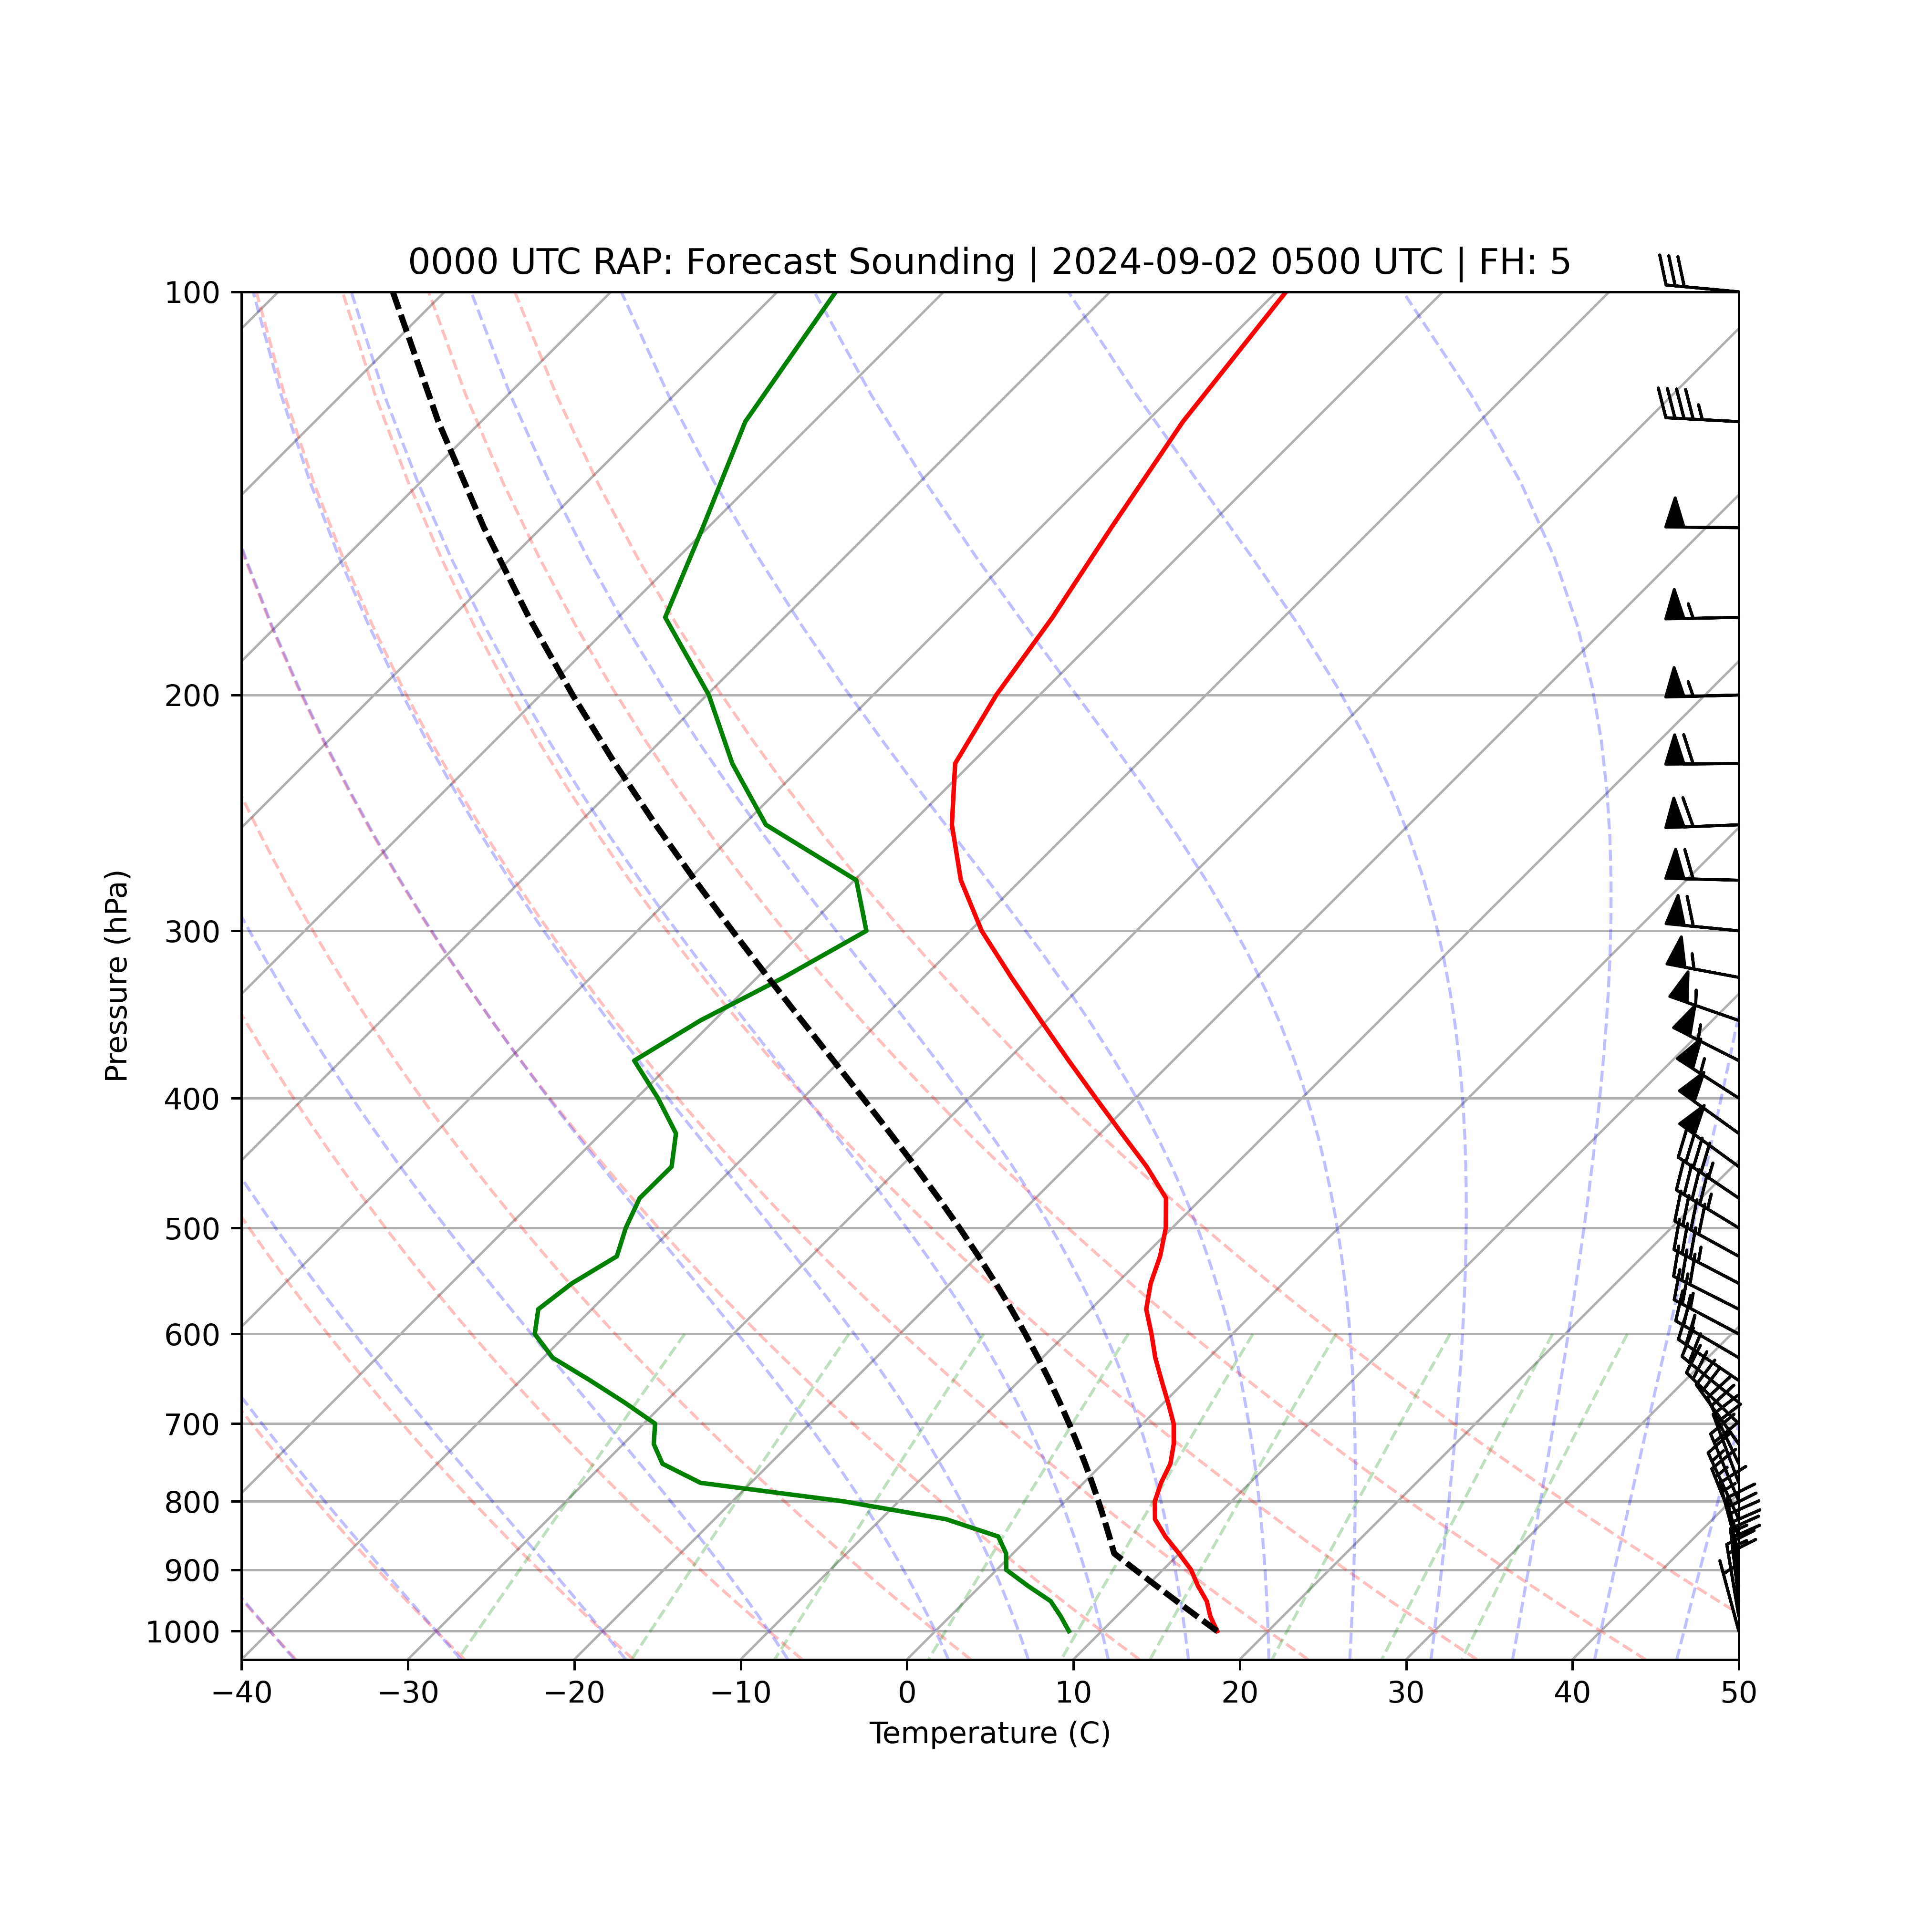 0000 UTC RAP: Forecast Sounding | 2024-09-02 0500 UTC | FH: 5
100
200
300
400
500
600
700
800
900
1000
Pressure (hPa)
−40 −30 −20 −10 0 10 20 30 40 50
Temperature (C)